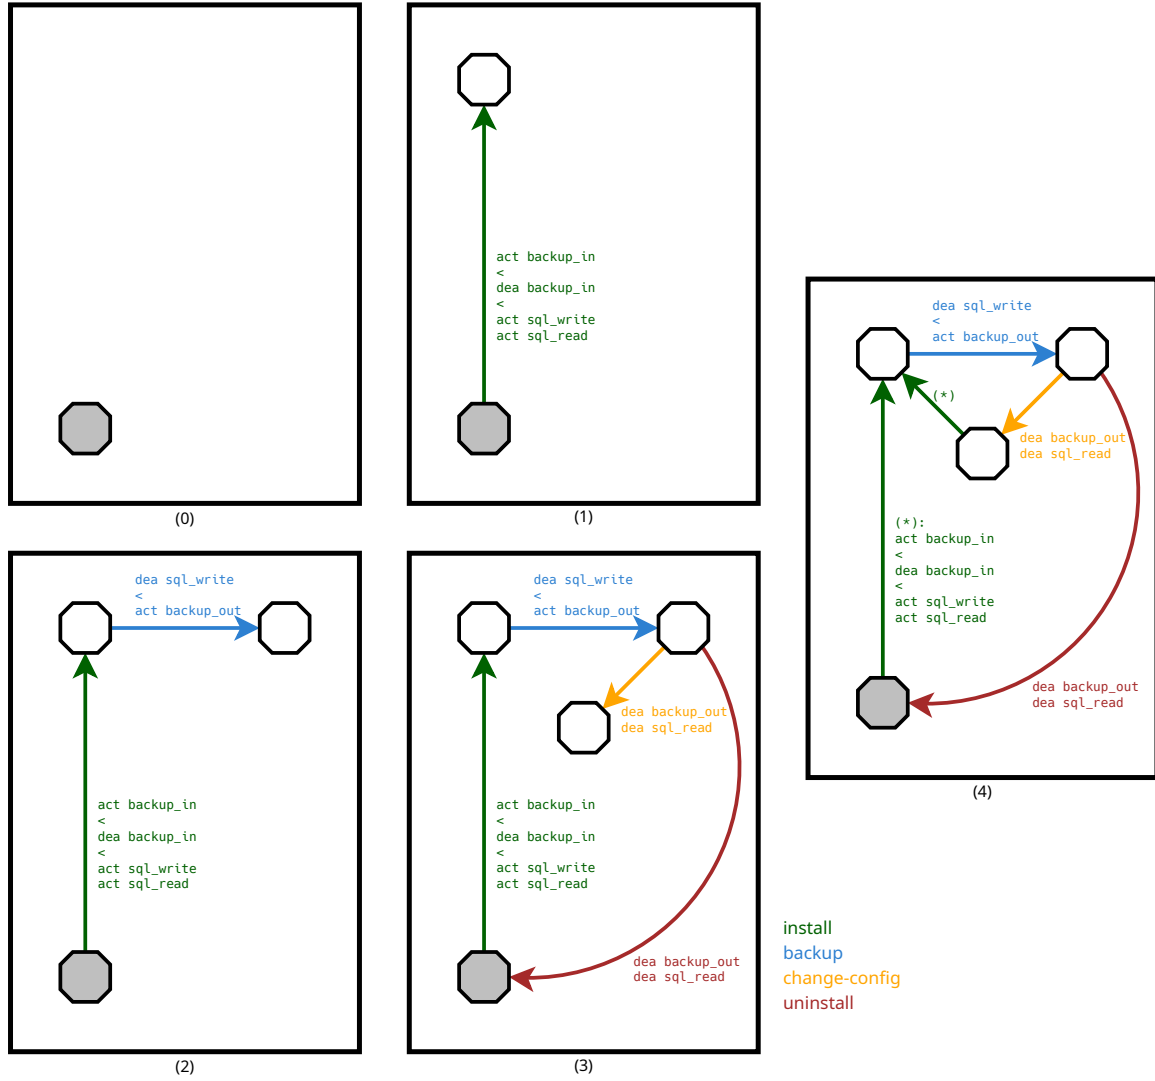 (0)
act backup_in
<
dea backup_in
<
act sql_write
act sql_read
(1)
dea sql_write
<
act backup_out
act backup_in
<
dea backup_in
<
act sql_write
act sql_read
(2)
dea sql_write
<
act backup_out
dea backup_out
dea sql_read
act backup_in
<
dea backup_in
<
act sql_write
act sql_read
dea backup_out
dea sql_read
(3)
dea sql_write
<
act backup_out
(*)
dea backup_out
dea sql_read
(*):
act backup_in
<
dea backup_in
<
act sql_write
act sql_read
dea backup_out
dea sql_read
(4)
install
backup
change-config
uninstall